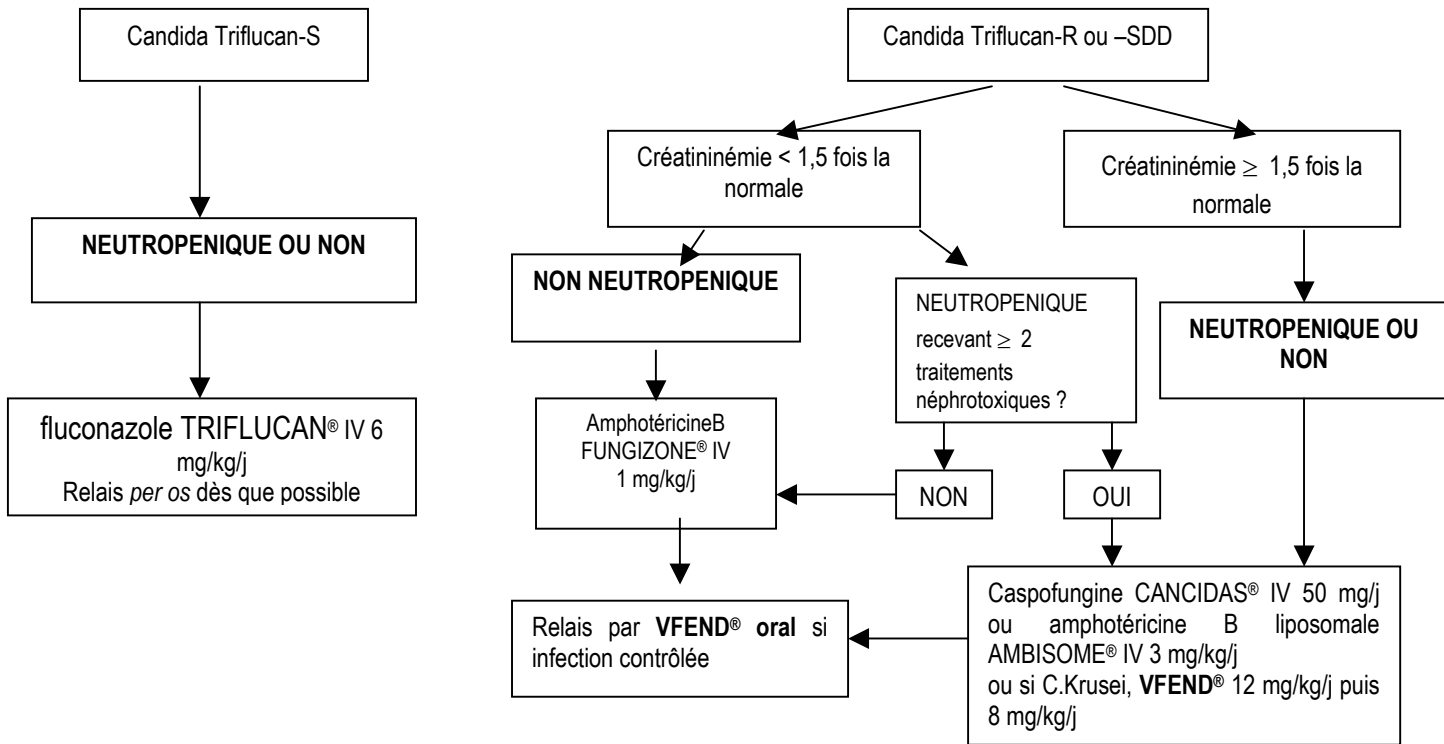 Candida Triflucan-S
NEUTROPENIQUE OU NON
fluconazole TRIFLUCAN® IV 6
mg/kg/j
Relais per os dès que possible
Candida Triflucan-R ou –SDD
Créatininémie < 1,5 fois la
normale
Créatininémie ≥ 1,5 fois la
normale
NON NEUTROPENIQUE
NEUTROPENIQUE
recevant ≥ 2
traitements
néphrotoxiques ?
NEUTROPENIQUE OU
NON
AmphotéricineB
FUNGIZONE® IV
1 mg/kg/j
NON
OUI
Relais par VFEND® oral si
infection contrôlée
Caspofungine CANCIDAS® IV 50 mg/j
ou amphotéricine B liposomale
AMBISOME® IV 3 mg/kg/j
ou si C.Krusei, VFEND® 12 mg/kg/j puis
8 mg/kg/j